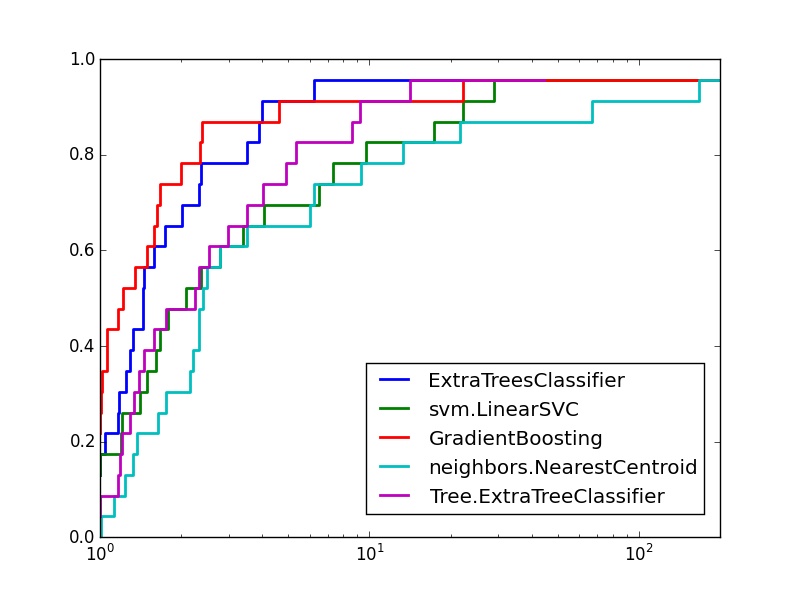 1.0
0.8
0.6
0.4
0.2
0.0
ExtraTreesClassifier
svm.LinearSVC
GradientBoosting
neighbors.NearestCentroid
Tree.ExtraTreeClassifier
10⁰ 10¹ 10²